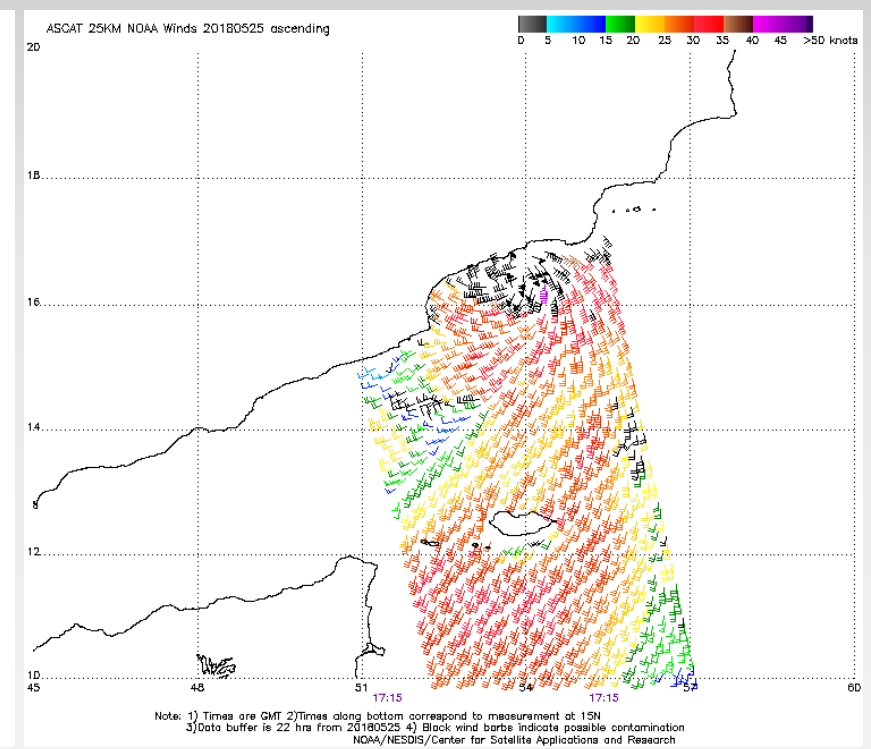 ASCAT 25KM NOAA Winds 20180525 ascending
0 5 10 15 20 25 30 35 40 45 >50 knots
20
18
16
14
12
10
45 48 51 54 57 60
17:15 17:15
Note: 1) Times are GMT 2)Times along bottom correspond to measurement at 15N
3)Data buffer is 22 hrs from 20180525 4) Black wind barbs indicate possible contamination
NOAA/NESDIS/Center for Satellite Applications and Research